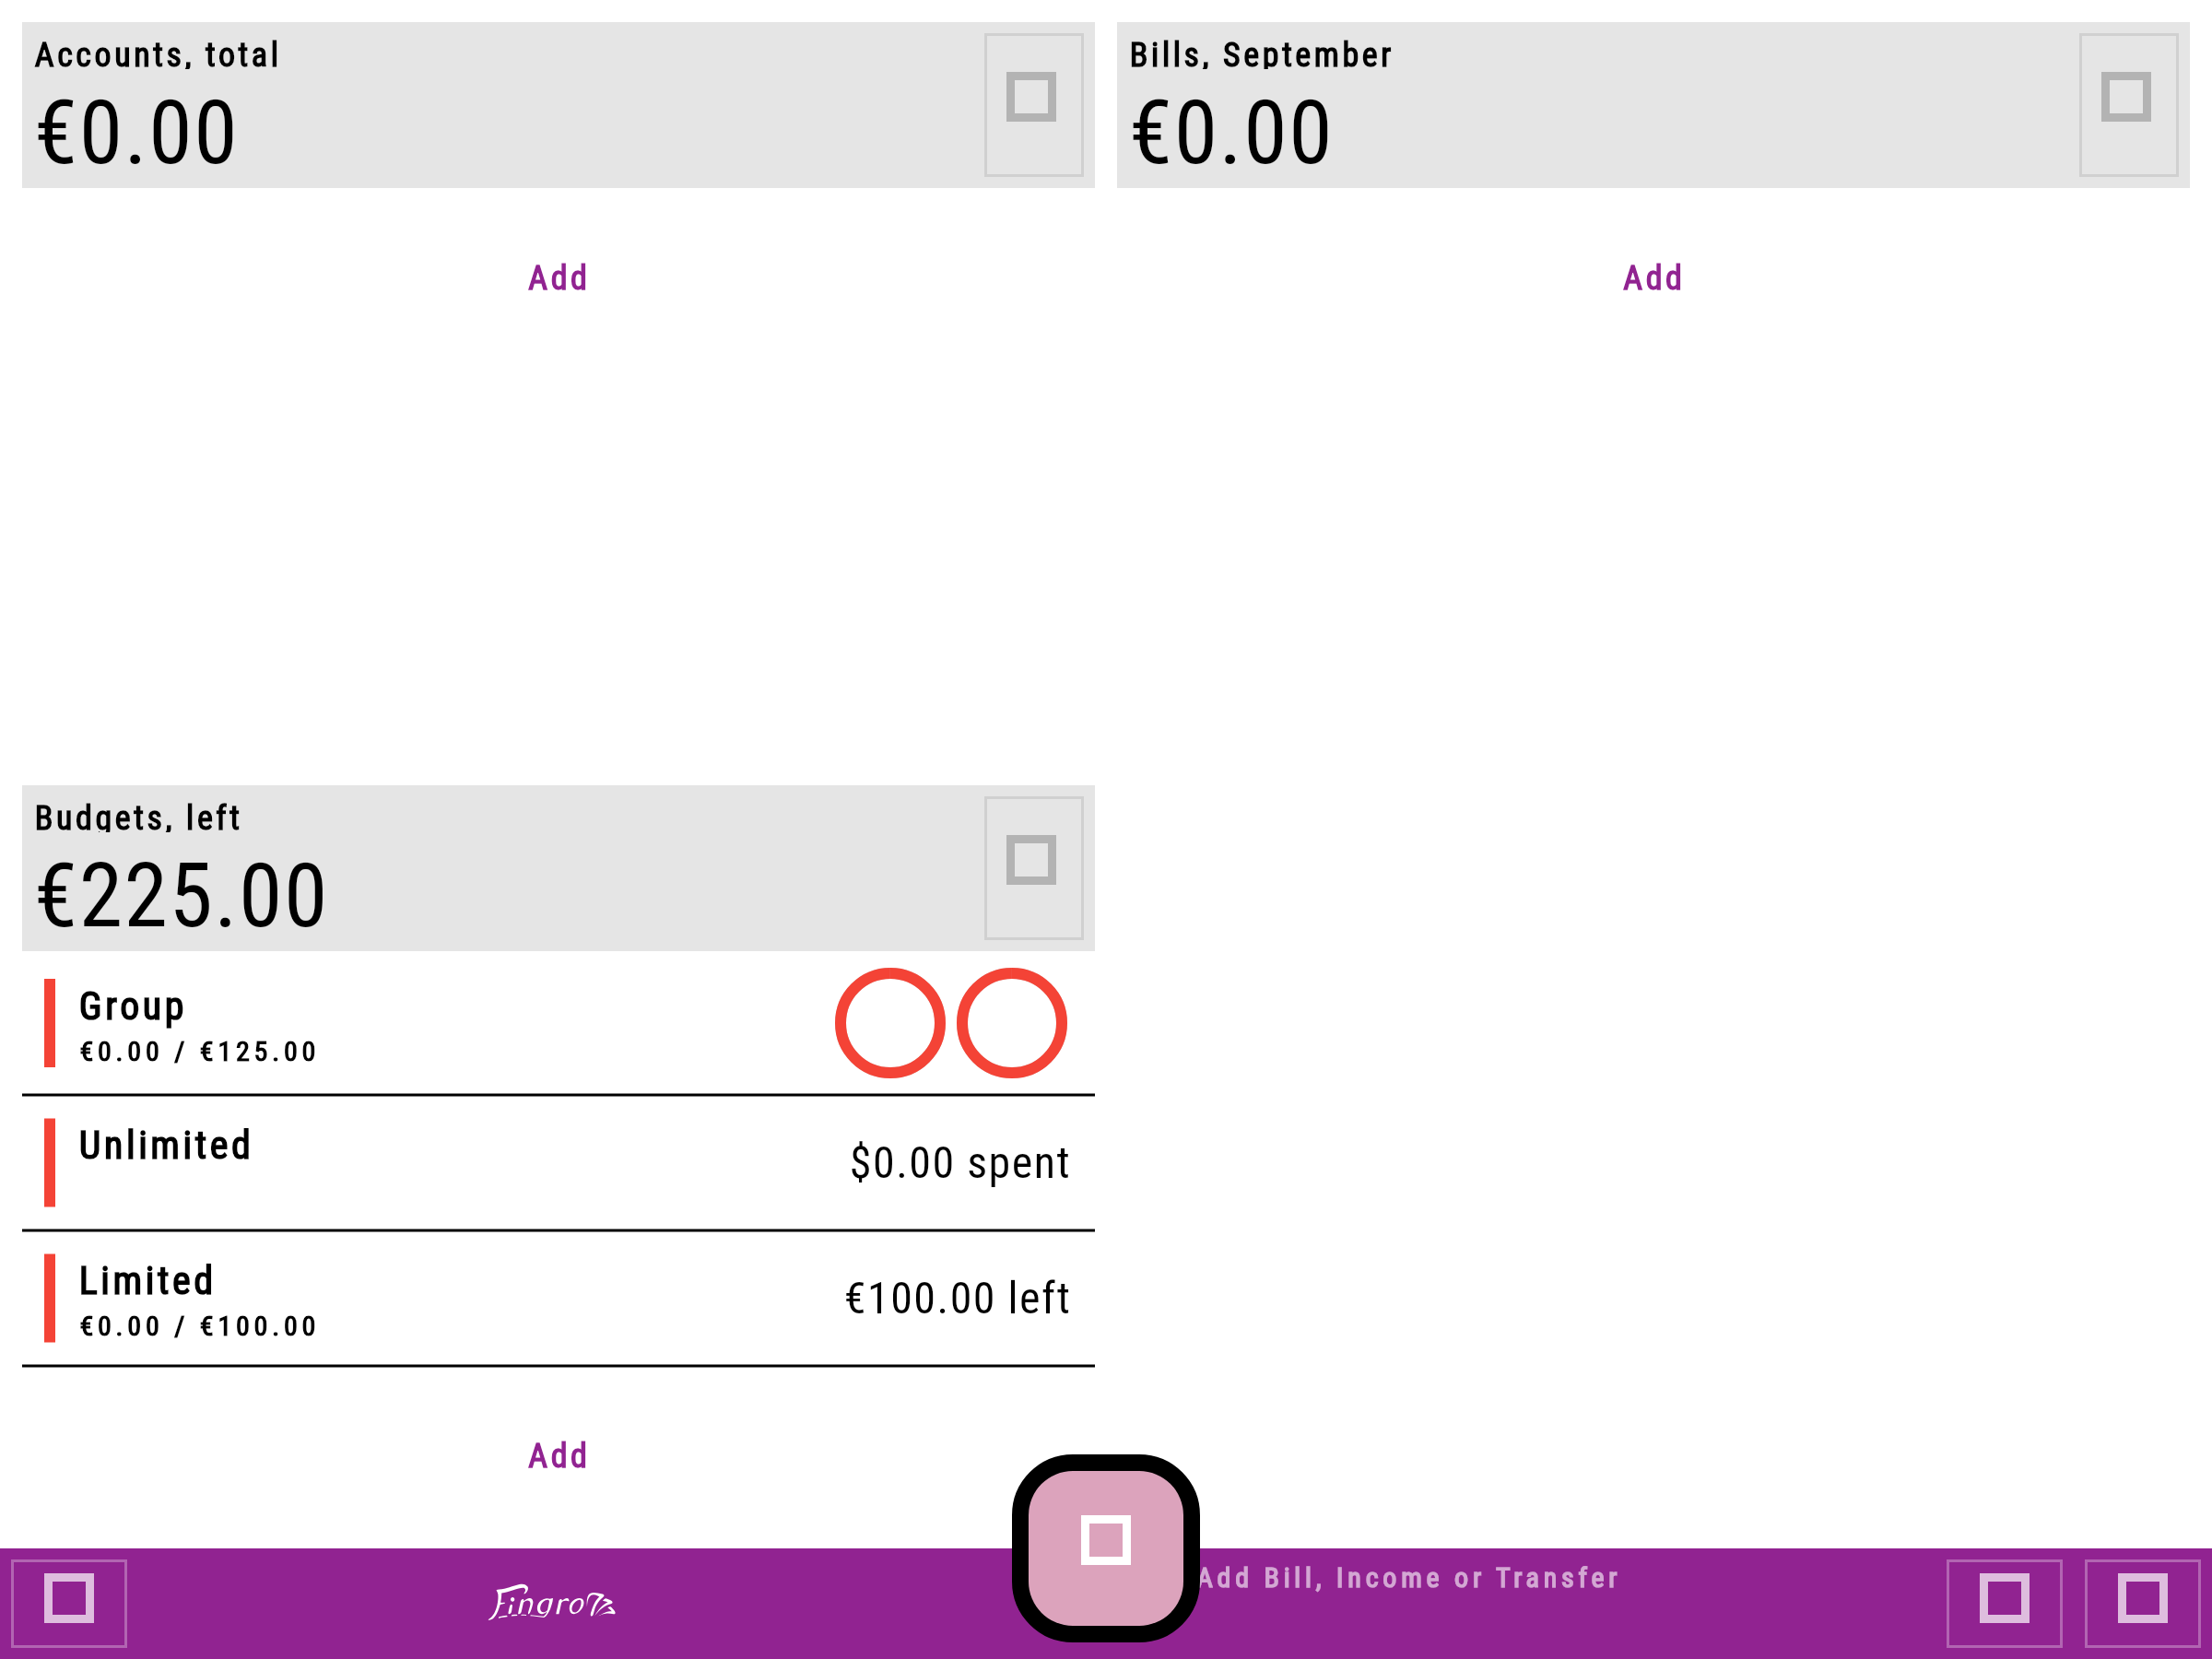 Accounts, total
€0.00
Add
Bills, September
€0.00
Add
Budgets, left
€225.00
Group
€0.00 / €125.00
Unlimited
$0.00 spent
Limited
€0.00 / €100.00
€100.00 left
Add
Add Bill, Income or Transfer